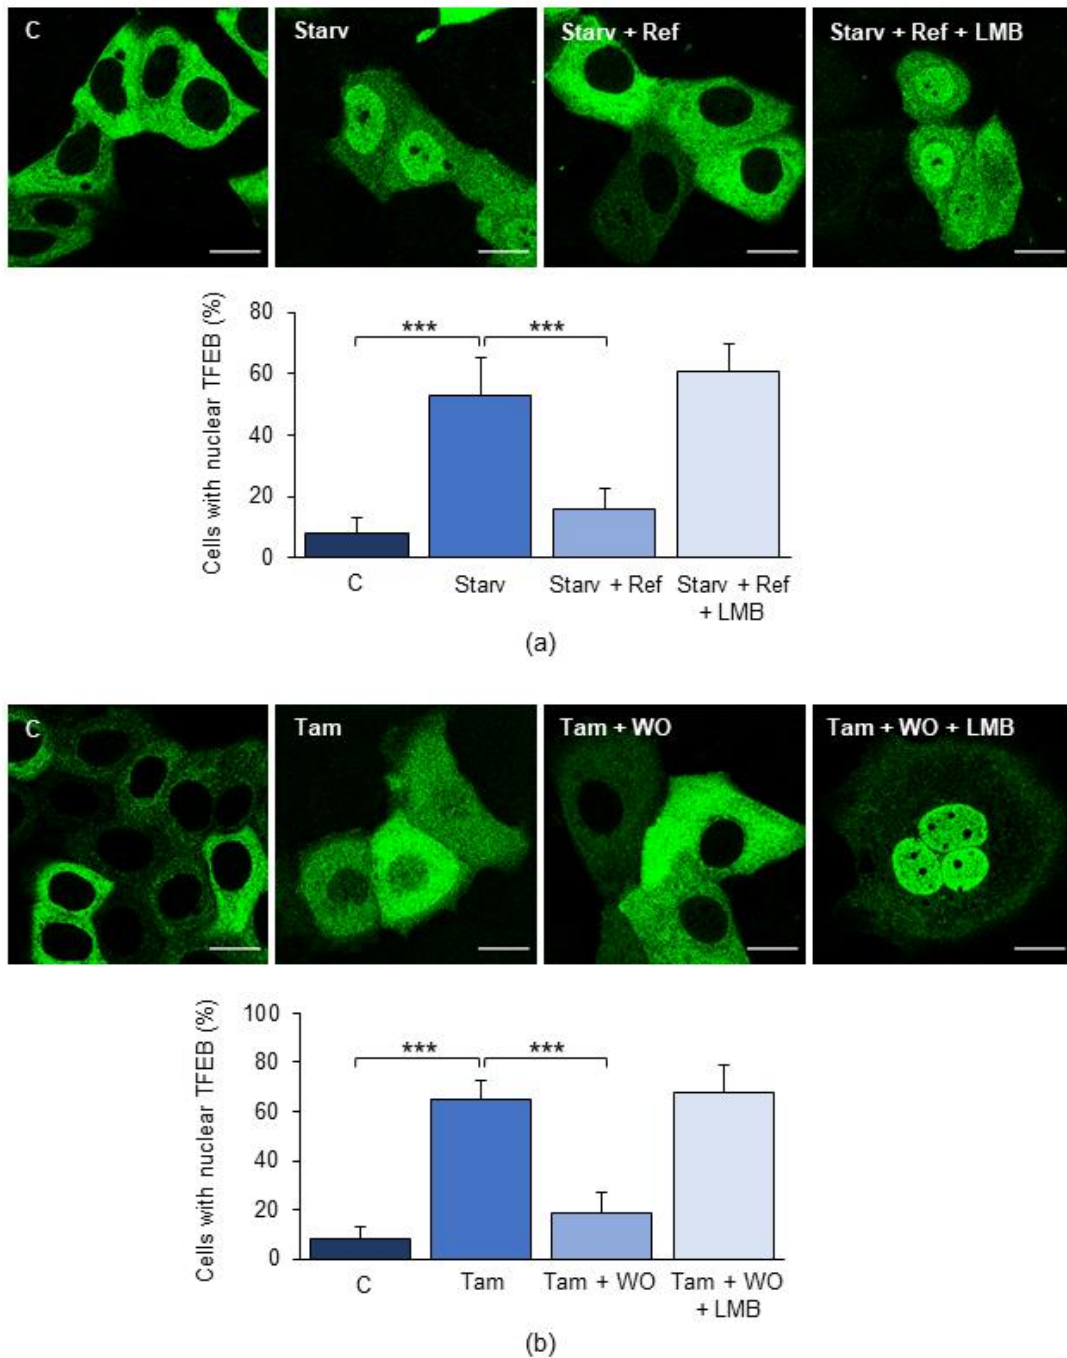 C
Starv
Starv + Ref
Starv + Ref + LMB
Cells with nuclear TFEB (%)
80
60
40
20
0
***
***
C
Starv
Starv + Ref
Starv + Ref
+ LMB
(a)
C
Tam
Tam + WO
Tam + WO + LMB
Cells with nuclear TFEB (%)
100
80
60
40
20
0
***
***
C
Tam
Tam + WO
Tam + WO
+ LMB
(b)